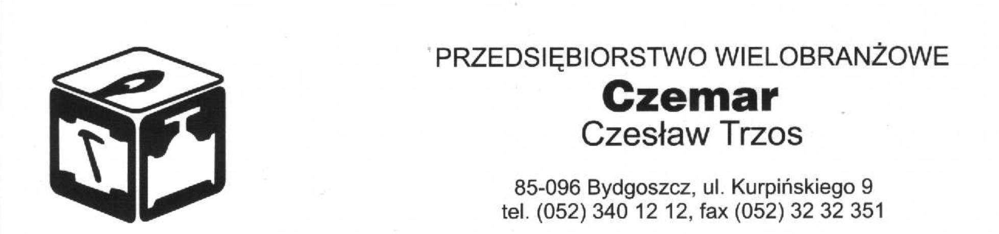 PRZEDSIĘBIORSTWO WIELOBRANŻOWE
Czemar
Czesław Trzos
85-096 Bydgoszcz, ul. Kurpińskiego 9
tel. (052) 340 12 12, fax (052) 32 32 351